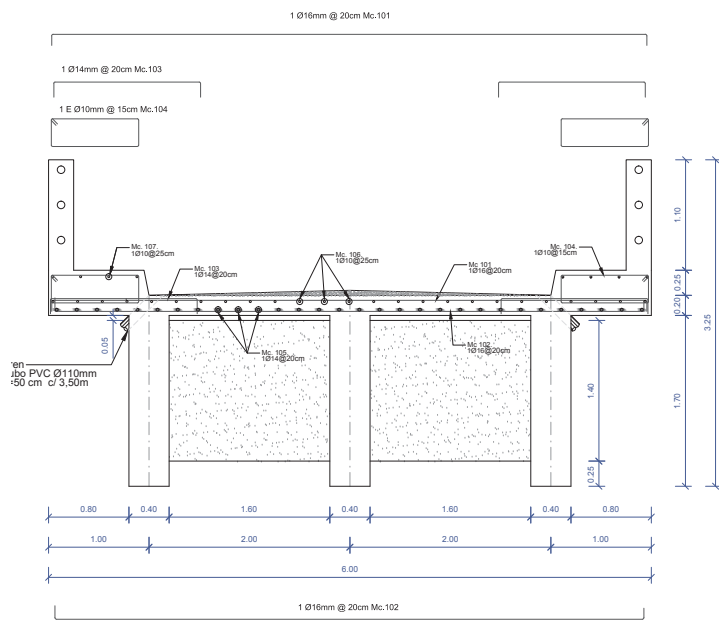 1 Ø16mm @ 20cm Mc.101
1 Ø14mm @ 20cm Mc.103
1 E Ø10mm @ 15cm Mc.104
Mc. 107.
1Ø10@25cm
Mc. 103
1Ø14@20cm
Mc. 106.
1Ø10@25cm
Mc. 101
1Ø16@20cm
Mc. 104.
1Ø10@15cm
1.10
0.25
0.20
3.25
0.05
Mc. 105.
1Ø14@20cm
Mc. 102
1Ø16@20cm
ren
ubo PVC Ø110mm
=50 cm c/ 3,50m
1.40
1.70
0.25
0.80 0.40 1.60 0.40 1.60 0.40 0.80
1.00 2.00 2.00 1.00
6.00
1 Ø16mm @ 20cm Mc.102